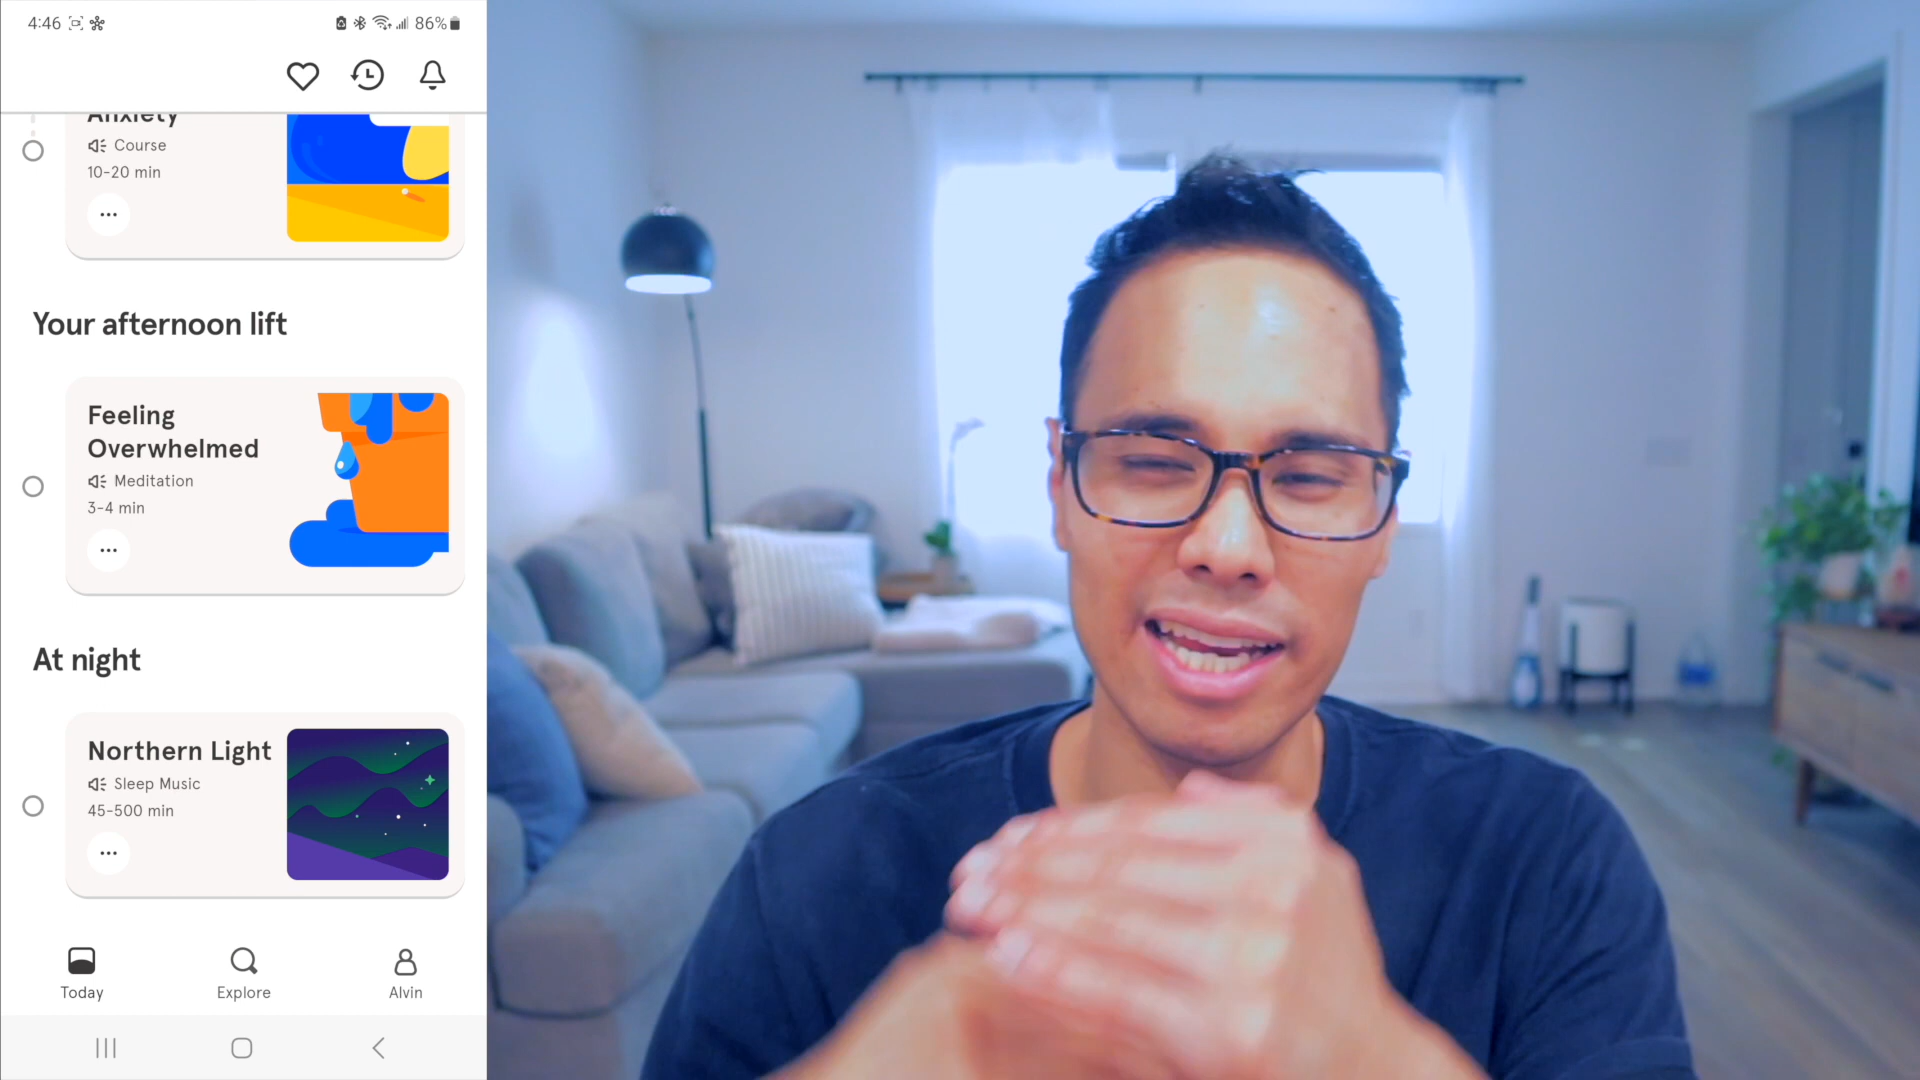 4:46
86%
Anxiety
Course
10-20 min
Your afternoon lift
Feeling
Overwhelmed
Meditation
3-4 min
At night
Northern Light
Sleep Music
45-500 min
Today
Explore
Alvin